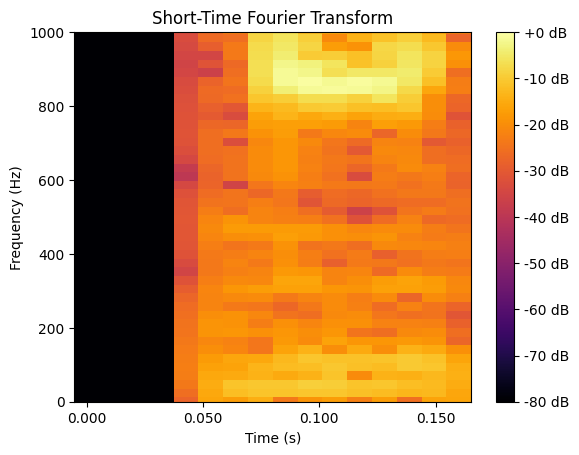 Short-Time Fourier Transform
Frequency (Hz)
1000
800
600
400
200
0
0.000
0.050
0.100
0.150
Time (s)
+0 dB
-10 dB
-20 dB
-30 dB
-40 dB
-50 dB
-60 dB
-70 dB
-80 dB